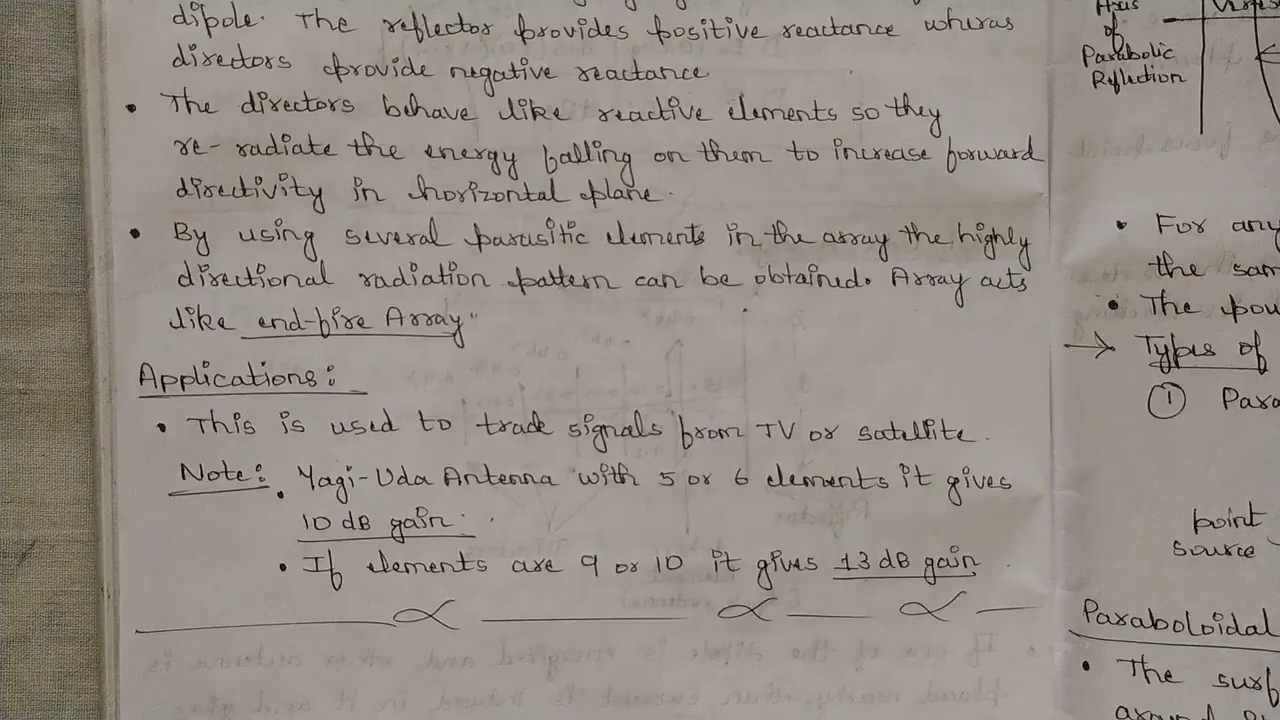 dipole. The reflector provides positive reactance wheras
directors provide negative reactance
• The directors behave like reactive elements so they
re-radiate the energy falling on them to increase forward
directivity in horizontal plane.
• By using several parasitic elements in the array the highly
directional radiation pattern can be obtained. Array acts
like end-fire Array"
Applications:
• This is used to trade signals from TV or satellite.
Note: • Yagi-Uda Antenna with 5 or 6 elements it gives
10 dB gain.
• If elements are 9 or 10 it gives 13 dB gain
of
Parabolic
Reflection
• For any
the sam
• The pow
→ Types of
① Para
point
source
Paraboloidal
• The surf